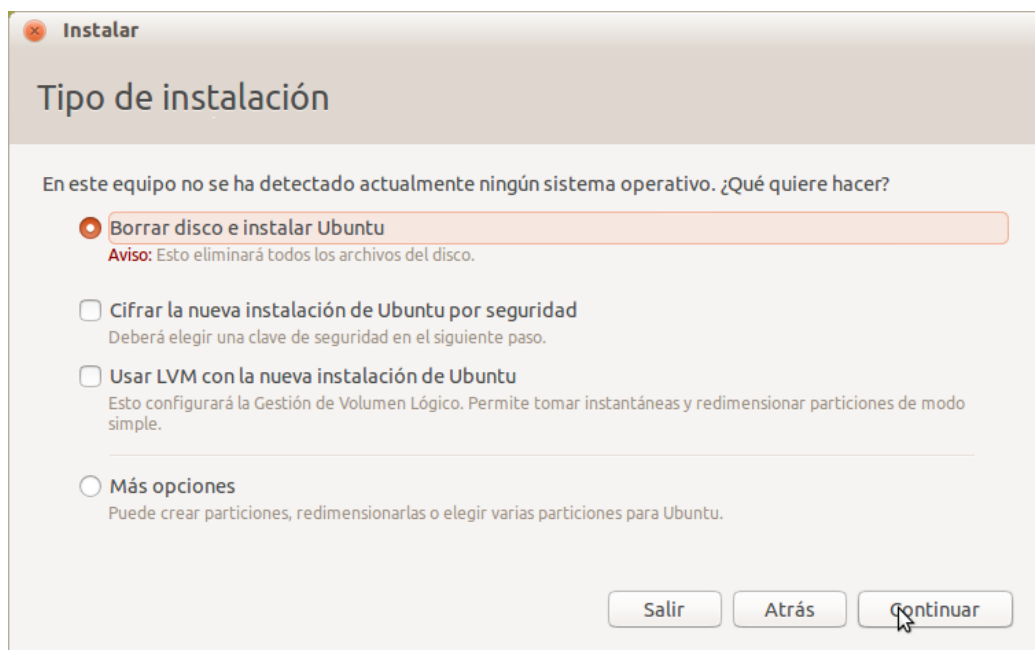 Instalar
Tipo de instalación
En este equipo no se ha detectado actualmente ningún sistema operativo. ¿Qué quiere hacer?
Borrar disco e instalar Ubuntu
Aviso: Esto eliminará todos los archivos del disco.
Cifrar la nueva instalación de Ubuntu por seguridad
Deberá elegir una clave de seguridad en el siguiente paso.
Usar LVM con la nueva instalación de Ubuntu
Esto configurará la Gestión de Volumen Lógico. Permite tomar instantáneas y redimensionar particiones de modo
simple.
Más opciones
Puede crear particiones, redimensionarlas o elegir varias particiones para Ubuntu.
Salir Atrás Continuar